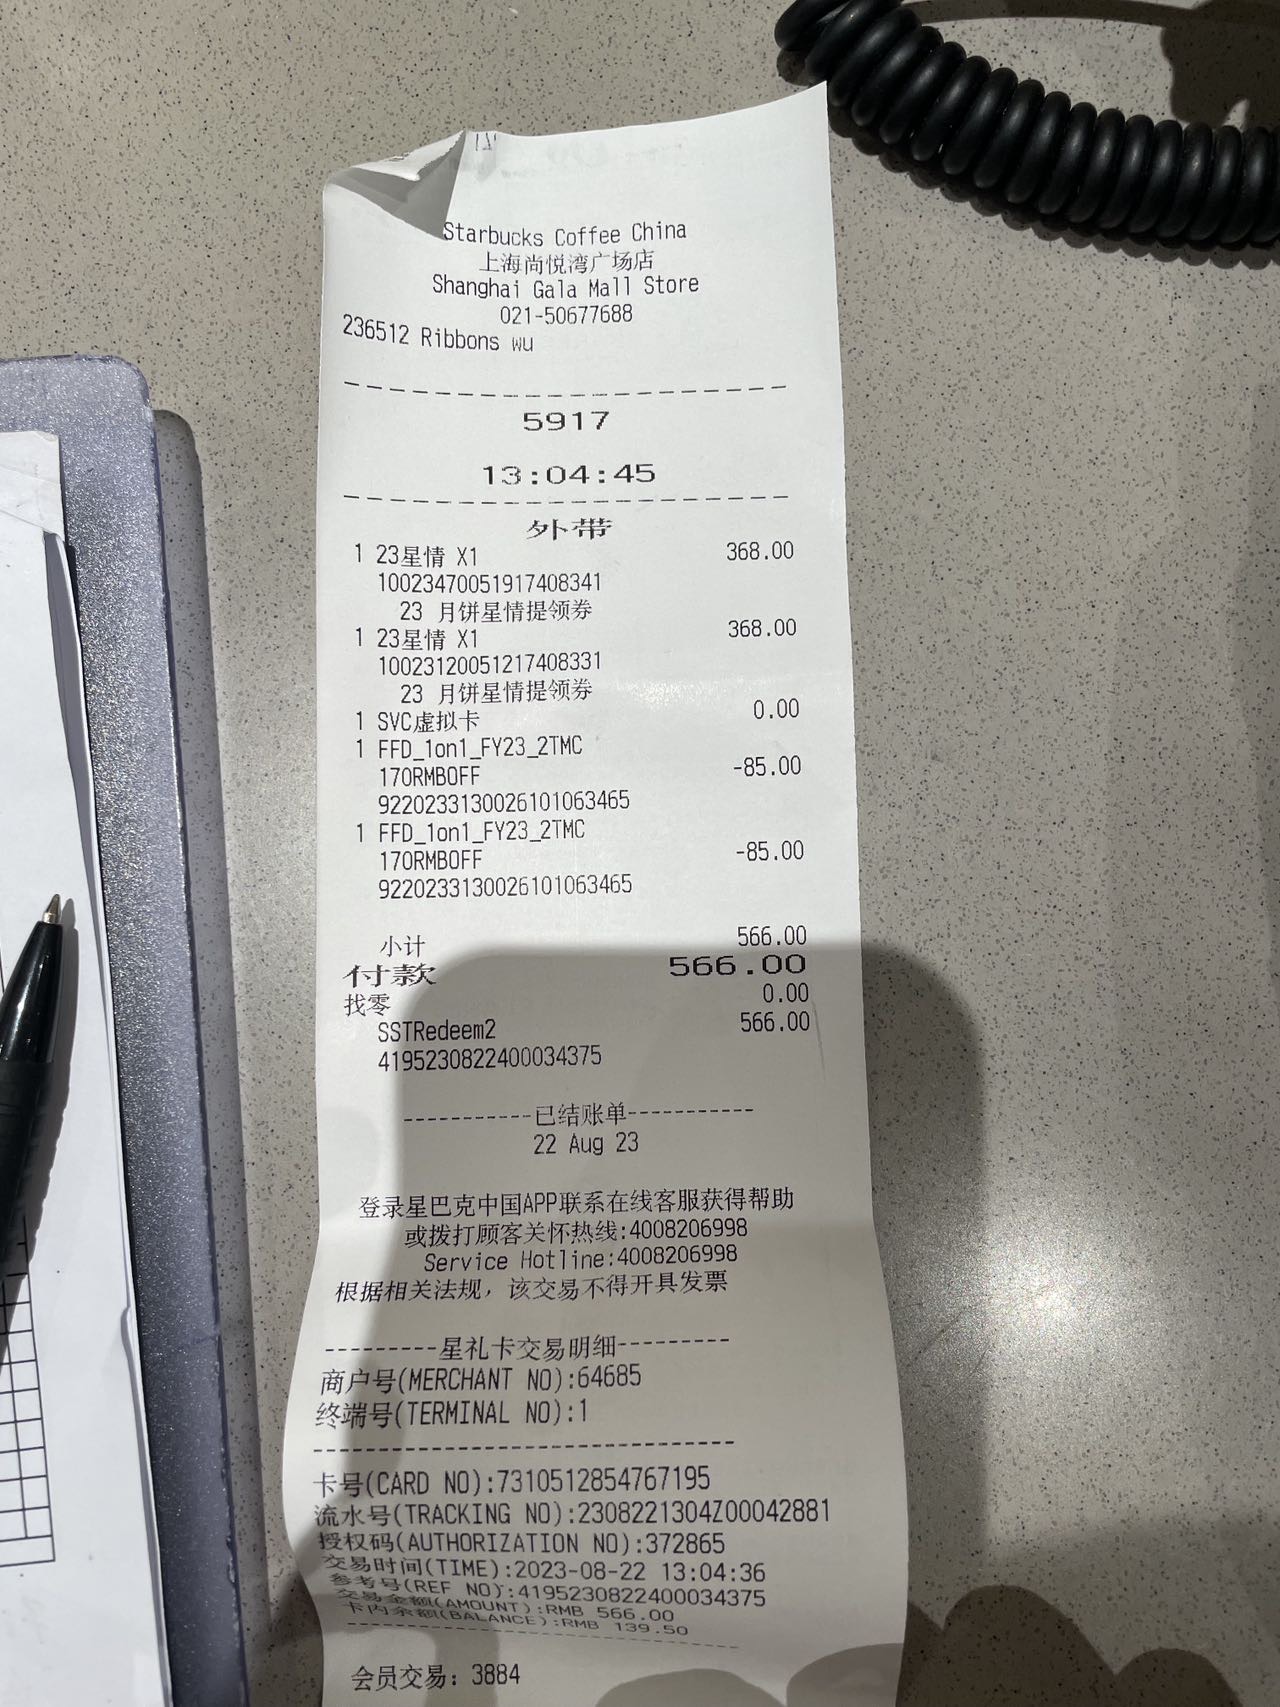 Starbucks Coffee China
上海尚悦湾广场店
Shanghai Gala Mall Store
021-50677688
236512 Ribbons wu
5917
13:04:45
外带
1 23星情 X1 368.00
10023470051917408341
23 月饼星情提领券
1 23星情 X1 368.00
10023120051217408331
23 月饼星情提领券
1 SVC虚拟卡 0.00
1 FFD_1on1_FY23_2TMC
170RMBOFF -85.00
9220233130026101063465
1 FFD_1on1_FY23_2TMC
170RMBOFF -85.00
9220233130026101063465
小计 566.00
付款 566.00
找零 0.00
SSTRedeem2 566.00
41952308224000343​75
-----------已结账单-----------
22 Aug 23
登录星巴克中国APP联系在线客服获得帮助
或拨打顾客关怀热线:4008206998
Service Hotline:4008206998
根据相关法规，该交易不得开具发票
---------星礼卡交易明细---------
商户号(MERCHANT NO):64685
终端号(TERMINAL NO):1
卡号(CARD NO):7310512854767195
流水号(TRACKING NO):2308221304Z00042881
授权码(AUTHORIZATION NO):372865
交易时间(TIME):2023-08-22 13:04:36
参考号(REF NO):4195230822400034375
交易金额(AMOUNT):RMB 566.00
卡内余额(BALANCE):RMB 139.50
会员交易: 3884